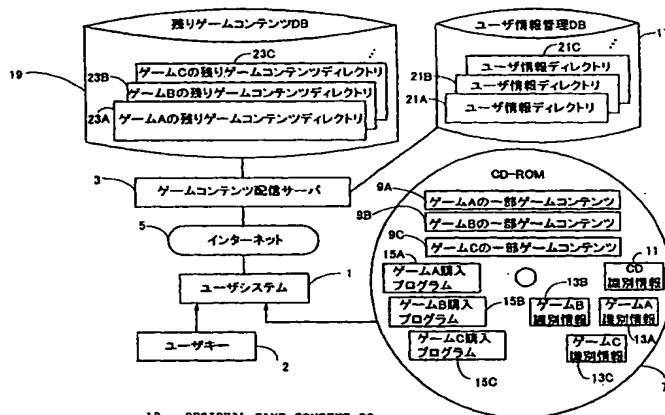 残りゲームコンテンツDB
ユーザ情報管理DB
17
19
23C
ゲームCの残りゲームコンテンツディレクトリ
23B
ゲームBの残りゲームコンテンツディレクトリ
23A
ゲームAの残りゲームコンテンツディレクトリ
21C
ユーザ情報ディレクトリ
21B
ユーザ情報ディレクトリ
21A
ユーザ情報ディレクトリ
3
ゲームコンテンツ配信サーバ
5
インターネット
1
ユーザシステム
ユーザキー
2
CD-ROM
9A
ゲームAの一部ゲームコンテンツ
9B
ゲームBの一部ゲームコンテンツ
9C
ゲームCの一部ゲームコンテンツ
15A
ゲームA購入
プログラム
ゲームB購入
プログラム
15B
ゲームC購入
プログラム
15C
11
CD
識別情報
13B
ゲームB
識別情報
ゲームA
識別情報
13A
ゲームC
識別情報
13C
7